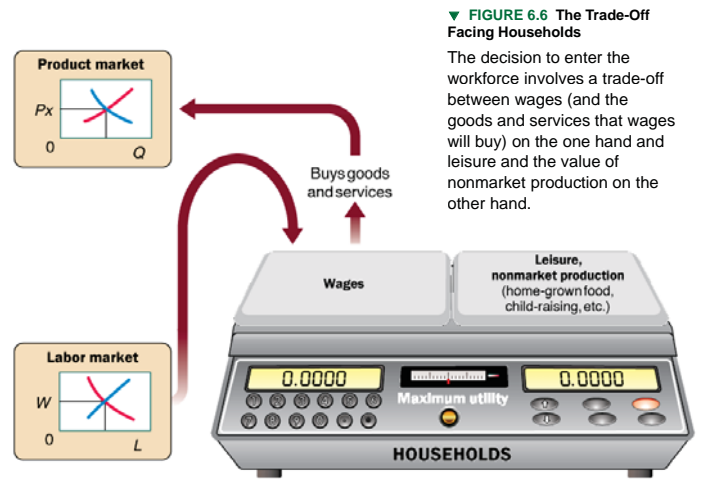 ▼ FIGURE 6.6 The Trade-Off
Facing Households
The decision to enter the
workforce involves a trade-off
between wages (and the
goods and services that wages
will buy) on the one hand and
leisure and the value of
nonmarket production on the
other hand.
Product market
Px
0
Q
Buys goods
and services
Wages
Leisure,
nonmarket production
(home-grown food,
child-raising, etc.)
Labor market
W
0
L
0.0000
0.0000
Maximum utility
HOUSEHOLDS